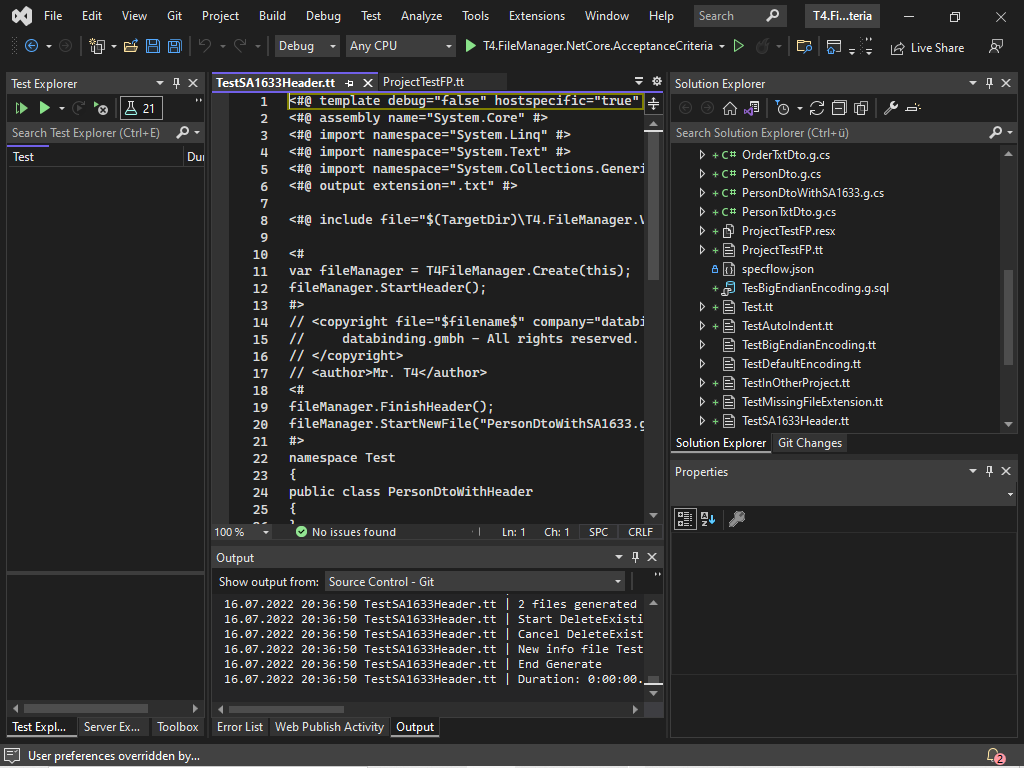 File Edit View Git Project Build Debug Test Analyze Tools Extensions Window Help Search T4.Fi...teria
Debug Any CPU T4.FileManager.NetCore.AcceptanceCriteria Live Share
Test Explorer
21
Search Test Explorer (Ctrl+E)
Test Dur
TestSA1633Header.tt ProjectTestFP.tt
1 <#@ template debug="false" hostspecific="true"
2 <#@ assembly name="System.Core" #>
3 <#@ import namespace="System.Linq" #>
4 <#@ import namespace="System.Text" #>
5 <#@ import namespace="System.Collections.Generi
6 <#@ output extension=".txt" #>
7
8 <#@ include file="$(TargetDir)\T4.FileManager.V
9
10 <#
11 var fileManager = T4FileManager.Create(this);
12 fileManager.StartHeader();
13 #>
14 // <copyright file="$filename$" company="databi
15 //     databinding.gmbh - All rights reserved.
16 // </copyright>
17 // <author>Mr. T4</author>
18 <#
19 fileManager.FinishHeader();
20 fileManager.StartNewFile("PersonDtoWithSA1633.g
21 #>
22 namespace Test
23 {
24 public class PersonDtoWithHeader
25 {
100 % No issues found Ln: 1 Ch: 1 SPC CRLF
Output
Show output from: Source Control - Git
16.07.2022 20:36:50 TestSA1633Header.tt | 2 files generated
16.07.2022 20:36:50 TestSA1633Header.tt | Start DeleteExisti
16.07.2022 20:36:50 TestSA1633Header.tt | Cancel DeleteExist
16.07.2022 20:36:50 TestSA1633Header.tt | New info file Test
16.07.2022 20:36:50 TestSA1633Header.tt | End Generate
16.07.2022 20:36:50 TestSA1633Header.tt | Duration: 0:00:00.
Solution Explorer
Search Solution Explorer (Ctrl+ü)
C# OrderTxtDto.g.cs
C# PersonDto.g.cs
C# PersonDtoWithSA1633.g.cs
C# PersonTxtDto.g.cs
ProjectTestFP.resx
ProjectTestFP.tt
specflow.json
TesBigEndianEncoding.g.sql
Test.tt
TestAutoIndent.tt
TestBigEndianEncoding.tt
TestDefaultEncoding.tt
TestInOtherProject.tt
TestMissingFileExtension.tt
TestSA1633Header.tt
Solution Explorer Git Changes
Properties
Test Expl... Server Ex... Toolbox Error List Web Publish Activity Output
User preferences overridden by... 2